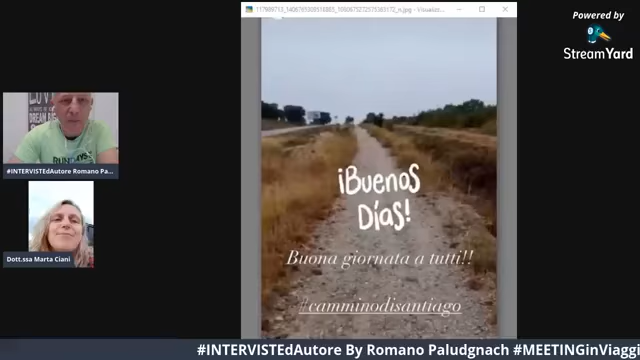 Powered by
StreamYard
#INTERVISTEdAutore Romano Pa...
Dott.ssa Marta Ciani
¡BUENOS
DÍAS!
Buona giornata a tutti!!
#camminodisantiago
#INTERVISTEdAutore By Romano Paludgnach #MEETINGinViaggi